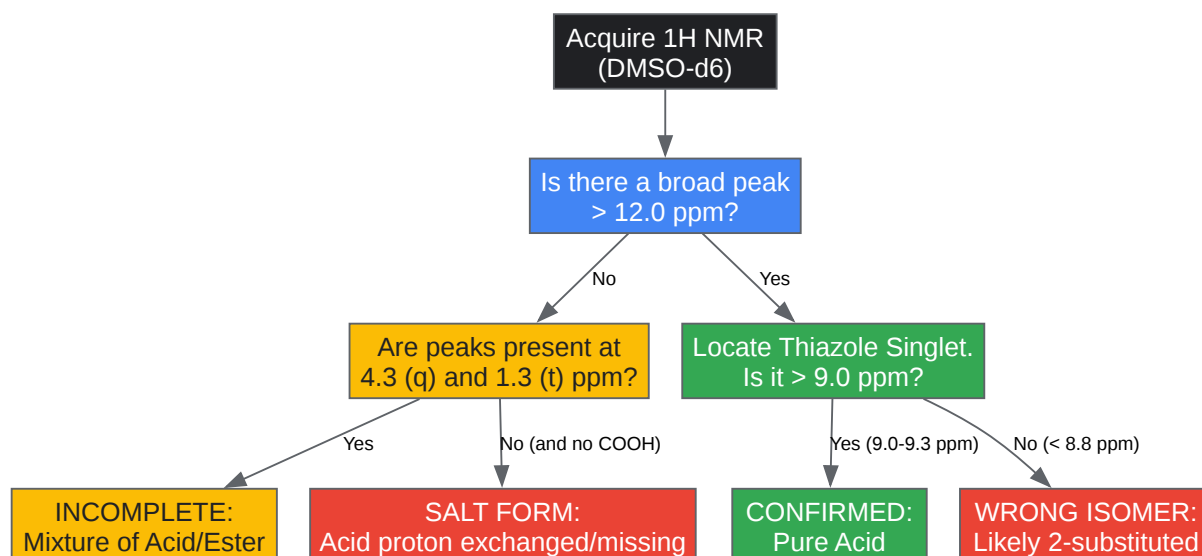 Acquire 1H NMR
(DMSO-d6)
Is there a broad peak
> 12.0 ppm?
No
Yes
Are peaks present at
4.3 (q) and 1.3 (t) ppm?
Locate Thiazole Singlet.
Is it > 9.0 ppm?
Yes
No (and no COOH)
Yes (9.0-9.3 ppm)
No (< 8.8 ppm)
INCOMPLETE:
Mixture of Acid/Ester
SALT FORM:
Acid proton exchanged/missing
CONFIRMED:
Pure Acid
WRONG ISOMER:
Likely 2-substituted